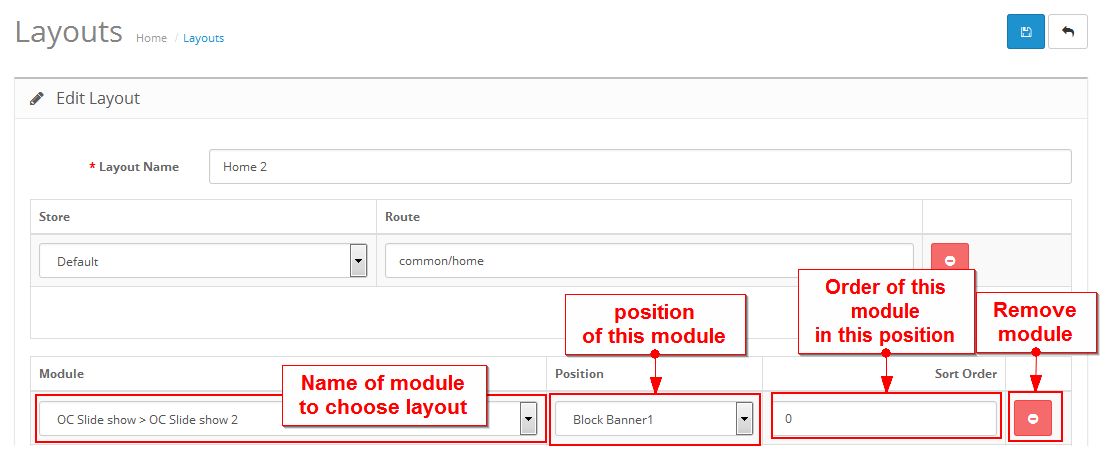 Layouts Home / Layouts
Edit Layout
* Layout Name Home 2
Store Route
Default common/home
position
of this module
Order of this
module
in this position
Remove
module
Module Position Sort Order
Name of module
to choose layout
OC Slide show > OC Slide show 2 Block Banner1 0